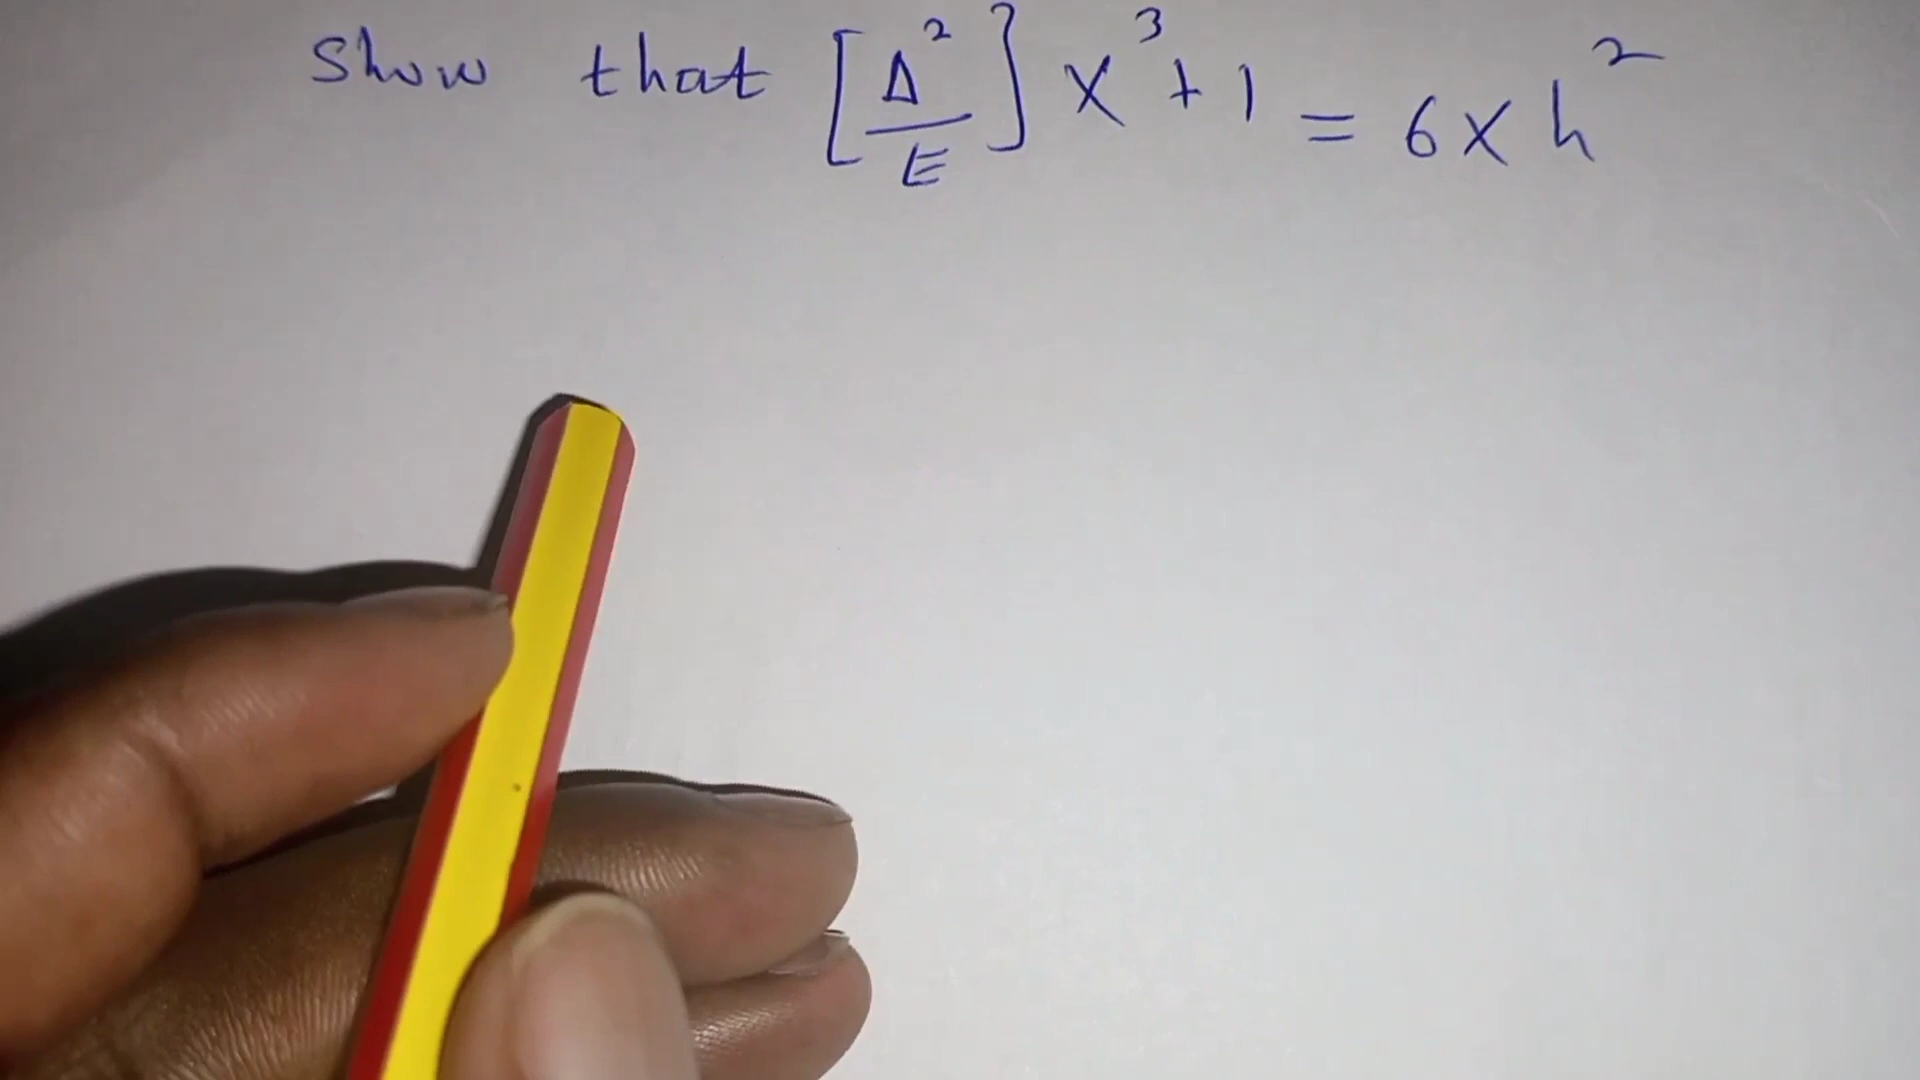 Show that [Δ²/E] x³ + 1 = 6xh²